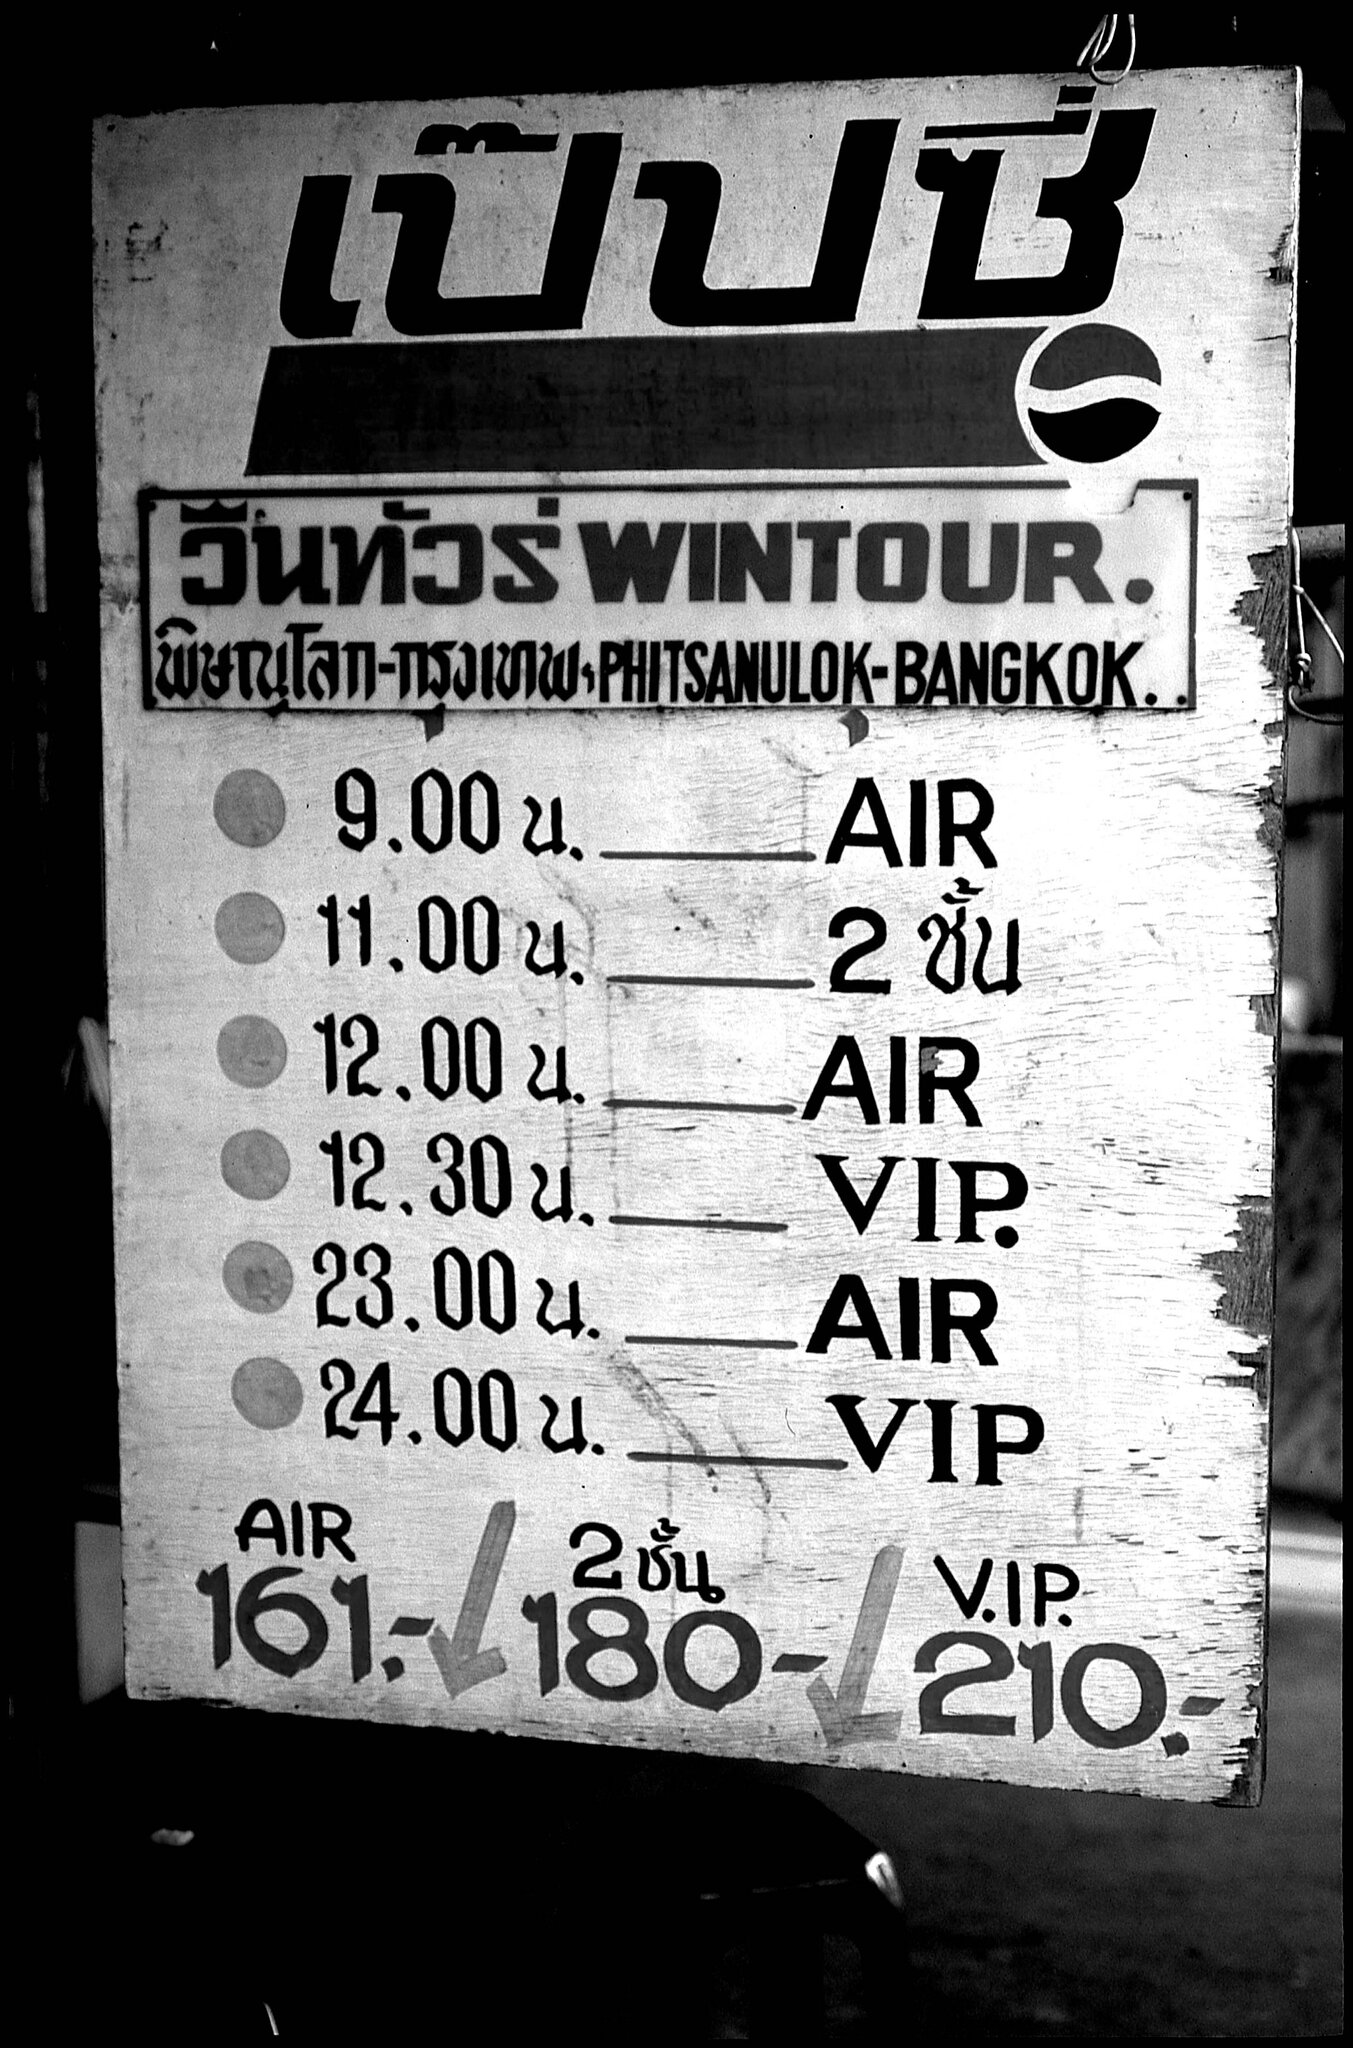 เป๊ปซี่
วินทัวร์ WINTOUR.
พิษณุโลก-กรุงเทพฯ PHITSANULOK-BANGKOK.
9.00 น. AIR
11.00 น. 2 ชั้น
12.00 น. AIR
12.30 น. VIP.
23.00 น. AIR
24.00 น. VIP
AIR 2 ชั้น V.I.P.
161.- 180- 210.-